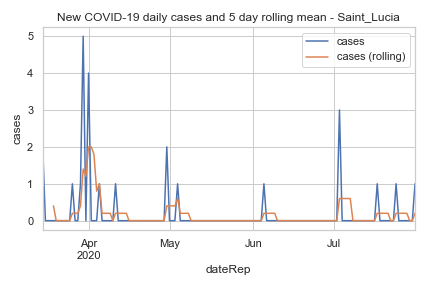 New COVID-19 daily cases and 5 day rolling mean - Saint_Lucia
cases
cases (rolling)
5
4
3
2
1
0
cases
Apr
2020
May
Jun
Jul
dateRep